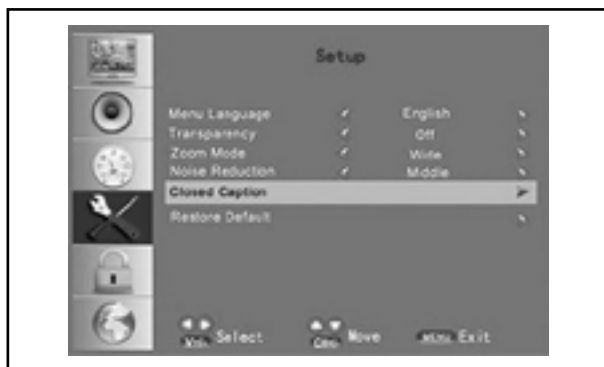 Setup
Menu Language English
Transparency Off
Zoom Mode Wide
Noise Reduction Middle
Closed Caption
Restore Default
Select Move MENU Exit